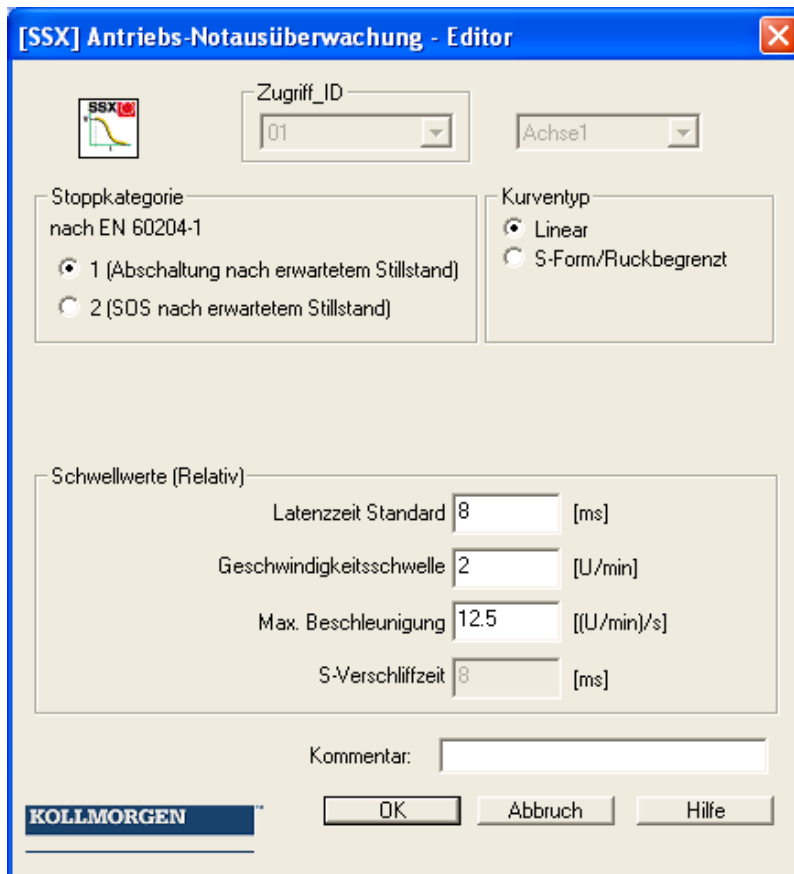 [SSX] Antriebs-Notausüberwachung - Editor
SSX
Zugriff_ID
01
Achse1
Stoppkategorie
nach EN 60204-1
1 (Abschaltung nach erwartetem Stillstand)
2 (SOS nach erwartetem Stillstand)
Kurventyp
Linear
S-Form/Ruckbegrenzt
Schwellwerte (Relativ)
Latenzzeit Standard 8 [ms]
Geschwindigkeitsschwelle 2 [U/min]
Max. Beschleunigung 12.5 [(U/min)/s]
S-Verschliffzeit 8 [ms]
Kommentar:
KOLLMORGEN
OK Abbruch Hilfe